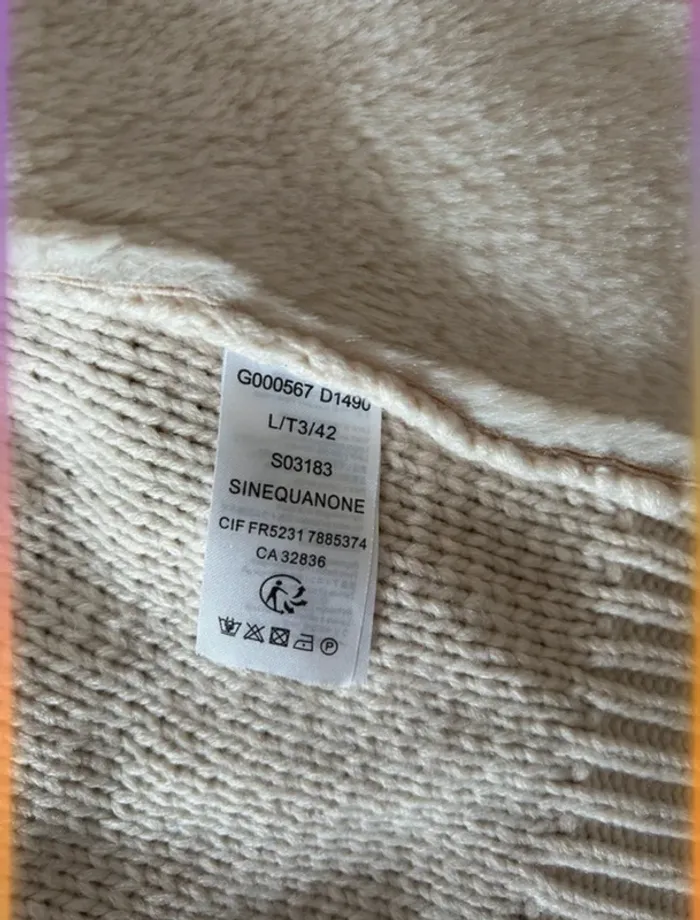 G000567 D1490
L/T3/42
S03183
SINEQUANONE
CIF FR5231 7885374
CA 32836
P